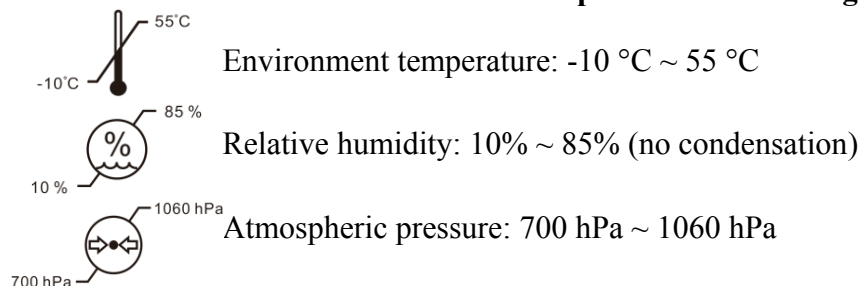 55°C
-10°C
Environment temperature: -10 °C ~ 55 °C
85 %
%
10 %
Relative humidity: 10% ~ 85% (no condensation)
1060 hPa
700 hPa
Atmospheric pressure: 700 hPa ~ 1060 hPa